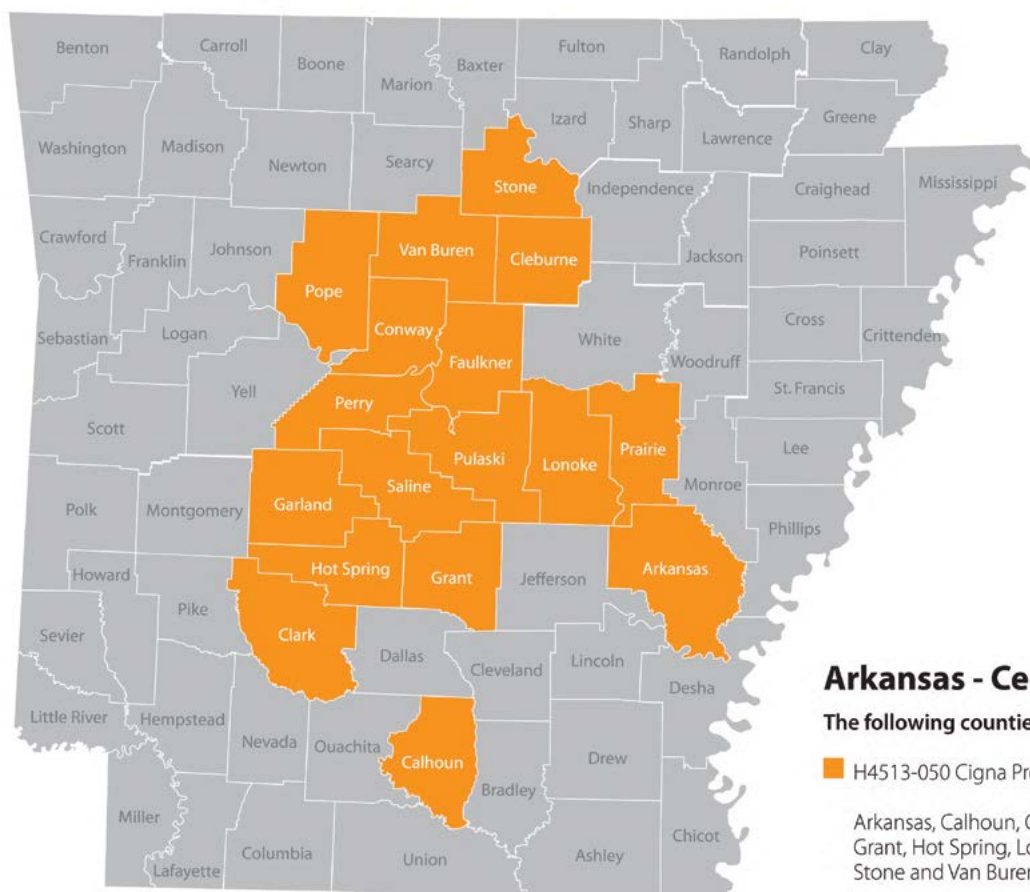 Benton
Carroll
Boone
Marion
Baxter
Fulton
Randolph
Clay
Washington
Madison
Newton
Searcy
Izard
Sharp
Lawrence
Greene
Stone
Independence
Craighead
Mississippi
Crawford
Franklin
Johnson
Van Buren
Cleburne
Jackson
Poinsett
Pope
Sebastian
Logan
Conway
Faulkner
White
Woodruff
Cross
Crittenden
Yell
Perry
St. Francis
Scott
Pulaski
Lonoke
Prairie
Lee
Saline
Garland
Monroe
Polk
Montgomery
Phillips
Howard
Hot Spring
Grant
Jefferson
Arkansas
Pike
Clark
Sevier
Dallas
Cleveland
Lincoln
Desha
Little River
Hempstead
Nevada
Ouachita
Calhoun
Bradley
Drew
Miller
Lafayette
Columbia
Union
Ashley
Chicot
Arkansas - Ce
The following countie
H4513-050 Cigna Pre
Arkansas, Calhoun, C
Grant, Hot Spring, Lo
Stone and Van Buren